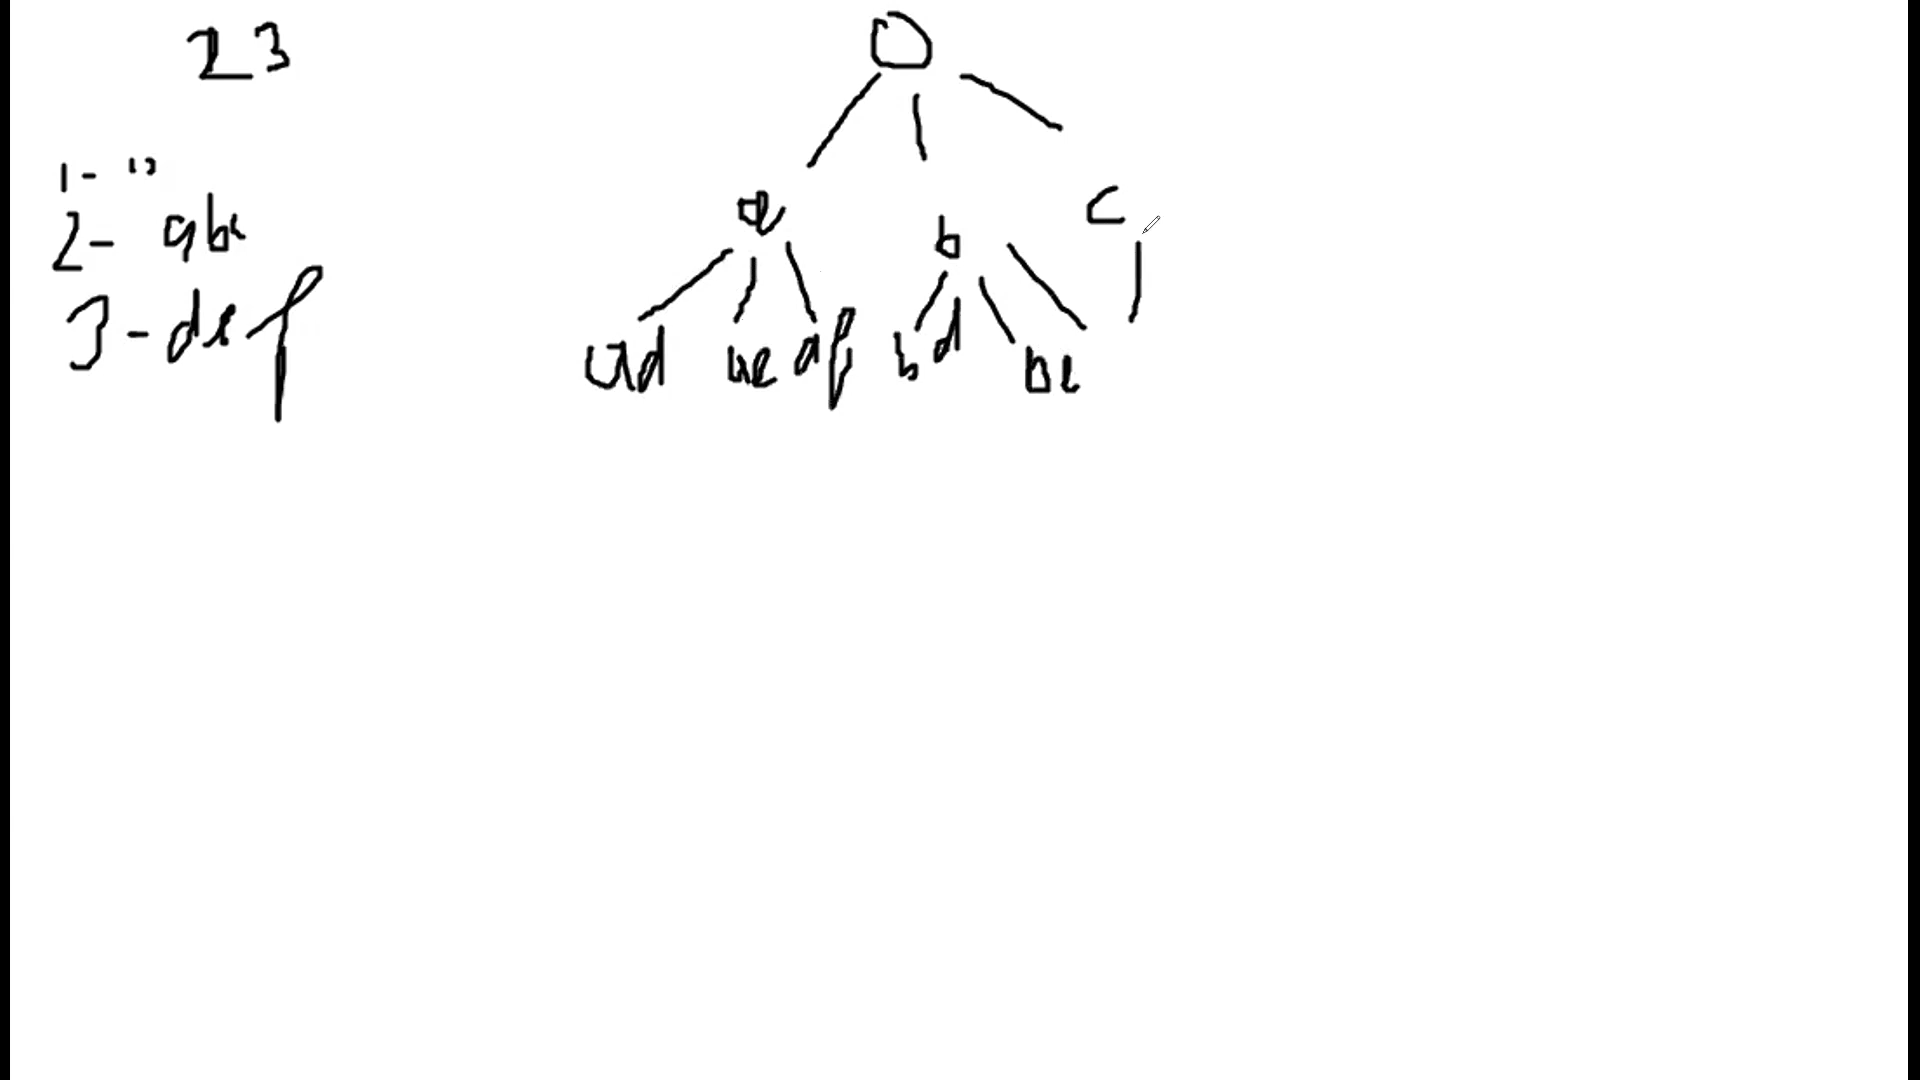 23
1 - ""
2 - abc
3 - def
a b c
ad ae af bd be